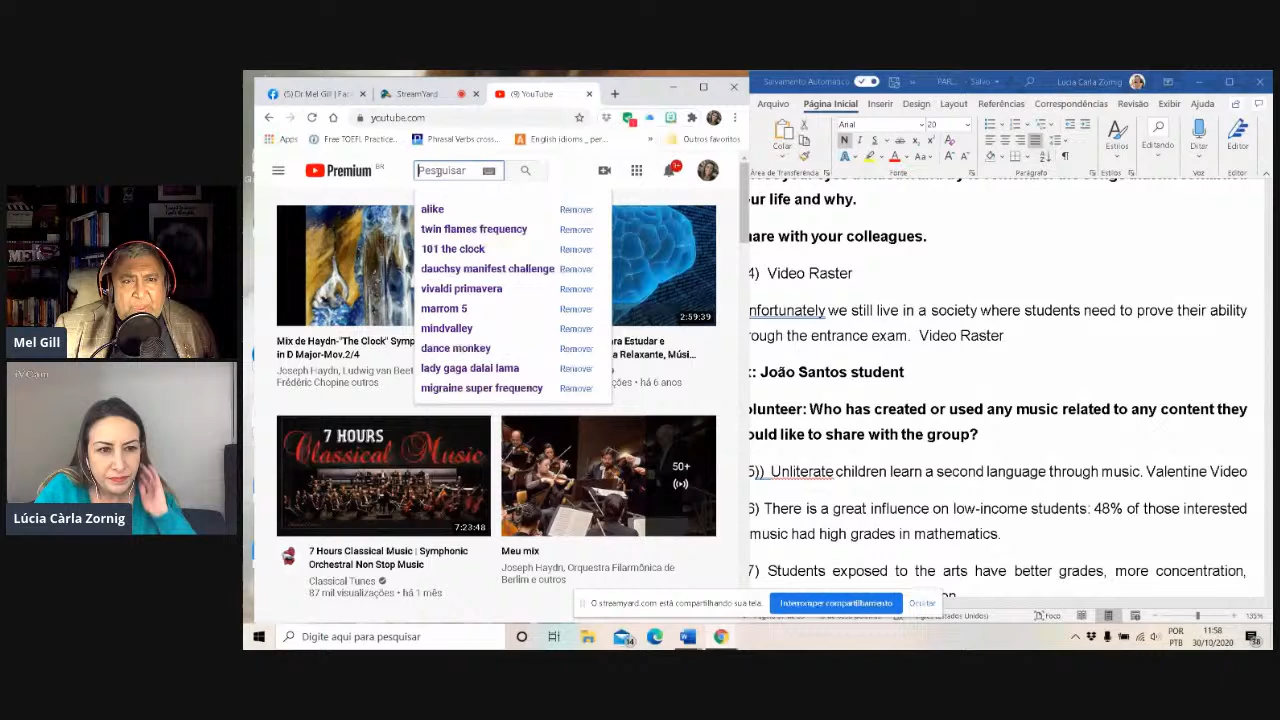 Mel Gill
iVCam
Lúcia Càrla Zornig
(5) Dr Mel Gill | Fac
StreamYard
(9) YouTube
youtube.com
Apps
Free TOEFL Practice
Phrasal Verbs cross...
English idioms _ per...
Outros favoritos
Premium BR
Pesquisar
9+
alike Remover
twin flames frequency Remover
101 the clock Remover
dauchsy manifest challenge Remover
vivaldi primavera Remover
marrom 5 Remover
mindvalley Remover
dance monkey Remover
lady gaga dalai lama Remover
migraine super frequency Remover
2:59:39
Mix de Haydn-"The Clock" Symp
in D Major-Mov.2/4
Joseph Haydn, Ludwig van Beet
Frédéric Chopine outros
ara Estudar e
a Relaxante, Músi...
ções • há 6 anos
7 HOURS
Classical Music
7:23:48
50+
7 Hours Classical Music | Symphonic
Orchestral Non Stop Music
Classical Tunes
87 mil visualizações • há 1 mês
Meu mix
Joseph Haydn, Orquestra Filarmônica de
Berlim e outros
Salvamento Automático
PAR...
Salvo
Lucia Carla Zornig
Arquivo Página Inicial Inserir Design Layout Referências Correspondências Revisão Exibir Ajuda
Colar
Arial 20
N I S
Estilos
Editando
Ditar
Editor
Área de Transferência Fonte Parágrafo Estilos Voz Editor
ur life and why.
are with your colleagues.
4) Video Raster
nfortunately we still live in a society where students need to prove their ability
rough the entrance exam. Video Raster
: João Santos student
olunteer: Who has created or used any music related to any content they
ould like to share with the group?
5)) Unliterate children learn a second language through music. Valentine Video
6) There is a great influence on low-income students: 48% of those interested
music had high grades in mathematics.
7) Students exposed to the arts have better grades, more concentration,
O streamyard.com está compartilhando sua tela.
Interromper compartilhamento
Ocultar
Foco
135%
Digite aqui para pesquisar
14
POR
PTB
11:58
30/10/2020
38